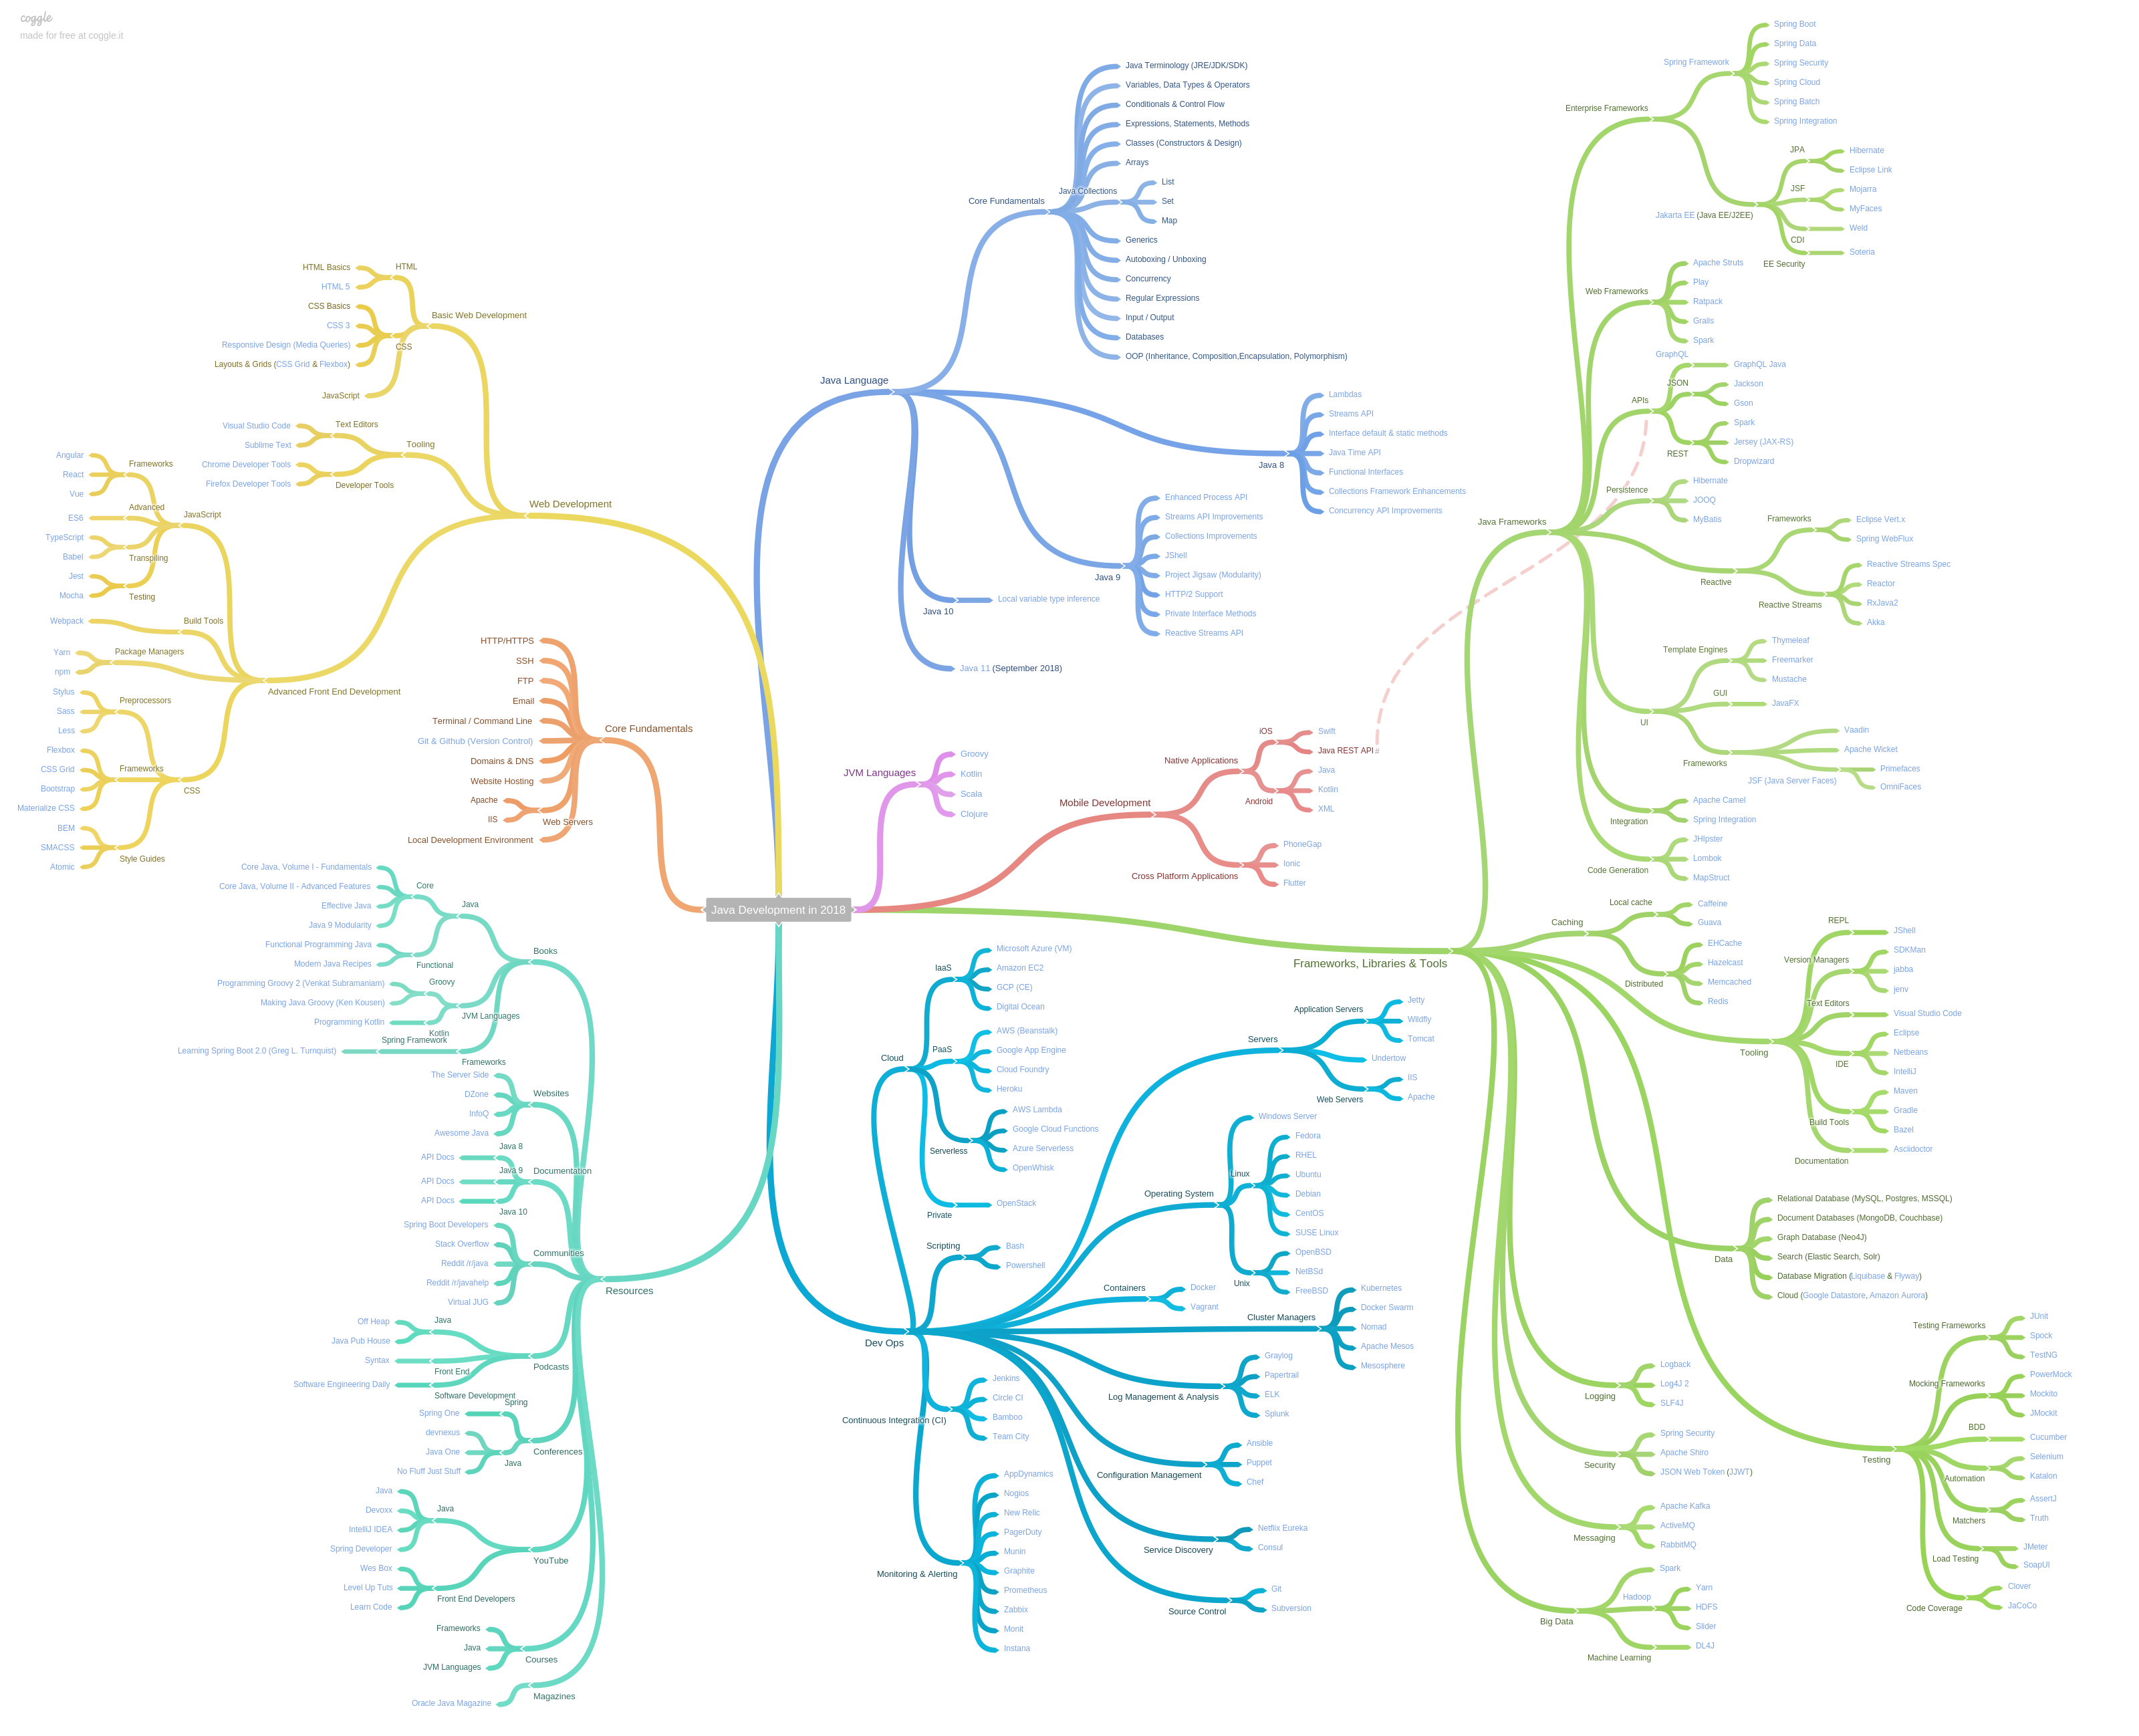 coggle
made for free at coggle.it
Java Development in 2018
Java Language
Core Fundamentals
Java Terminology (JRE/JDK/SDK)
Variables, Data Types & Operators
Conditionals & Control Flow
Expressions, Statements, Methods
Classes (Constructors & Design)
Arrays
Java Collections
List
Set
Map
Generics
Autoboxing / Unboxing
Concurrency
Regular Expressions
Input / Output
Databases
OOP (Inheritance, Composition,Encapsulation, Polymorphism)
Java 8
Lambdas
Streams API
Interface default & static methods
Java Time API
Functional Interfaces
Collections Framework Enhancements
Concurrency API Improvements
Java 9
Enhanced Process API
Streams API Improvements
Collections Improvements
JShell
Project Jigsaw (Modularity)
HTTP/2 Support
Private Interface Methods
Reactive Streams API
Java 10
Local variable type inference
Java 11 (September 2018)
Web Development
Basic Web Development
HTML
HTML Basics
HTML 5
CSS
CSS Basics
CSS 3
Responsive Design (Media Queries)
Layouts & Grids (CSS Grid & Flexbox)
JavaScript
Tooling
Text Editors
Visual Studio Code
Sublime Text
Developer Tools
Chrome Developer Tools
Firefox Developer Tools
Advanced Front End Development
JavaScript
Frameworks
Angular
React
Vue
Advanced
ES6
Transpiling
TypeScript
Babel
Testing
Jest
Mocha
Build Tools
Webpack
Package Managers
Yarn
npm
CSS
Preprocessors
Stylus
Sass
Less
Frameworks
Flexbox
CSS Grid
Bootstrap
Materialize CSS
Style Guides
BEM
SMACSS
Atomic
Core Fundamentals
HTTP/HTTPS
SSH
FTP
Email
Terminal / Command Line
Git & Github (Version Control)
Domains & DNS
Website Hosting
Web Servers
Apache
IIS
Local Development Environment
JVM Languages
Groovy
Kotlin
Scala
Clojure
Mobile Development
Native Applications
iOS
Swift
Java REST API
Android
Java
Kotlin
XML
Cross Platform Applications
PhoneGap
Ionic
Flutter
Resources
Books
Java
Core
Core Java, Volume I - Fundamentals
Core Java, Volume II - Advanced Features
Effective Java
Java 9 Modularity
Functional
Functional Programming Java
Modern Java Recipes
JVM Languages
Groovy
Programming Groovy 2 (Venkat Subramaniam)
Making Java Groovy (Ken Kousen)
Kotlin
Programming Kotlin
Frameworks
Spring Framework
Learning Spring Boot 2.0 (Greg L. Turnquist)
Websites
The Server Side
DZone
InfoQ
Awesome Java
Documentation
Java 8
API Docs
Java 9
API Docs
Java 10
API Docs
Communities
Spring Boot Developers
Stack Overflow
Reddit /r/java
Reddit /r/javahelp
Virtual JUG
Podcasts
Java
Off Heap
Java Pub House
Front End
Syntax
Software Development
Software Engineering Daily
Conferences
Spring
Spring One
Java
devnexus
Java One
No Fluff Just Stuff
YouTube
Java
Java
Devoxx
IntelliJ IDEA
Spring Developer
Front End Developers
Wes Box
Level Up Tuts
Learn Code
Courses
Frameworks
Java
JVM Languages
Magazines
Oracle Java Magazine
Dev Ops
Cloud
IaaS
Microsoft Azure (VM)
Amazon EC2
GCP (CE)
Digital Ocean
PaaS
AWS (Beanstalk)
Google App Engine
Cloud Foundry
Heroku
Serverless
AWS Lambda
Google Cloud Functions
Azure Serverless
OpenWhisk
Private
OpenStack
Scripting
Bash
Powershell
Servers
Application Servers
Jetty
Wildfly
Tomcat
Undertow
Web Servers
IIS
Apache
Operating System
Windows Server
Linux
Fedora
RHEL
Ubuntu
Debian
CentOS
SUSE Linux
Unix
OpenBSD
NetBSd
FreeBSD
Containers
Docker
Vagrant
Cluster Managers
Kubernetes
Docker Swarm
Nomad
Apache Mesos
Mesosphere
Log Management & Analysis
Graylog
Papertrail
ELK
Splunk
Continuous Integration (CI)
Jenkins
Circle CI
Bamboo
Team City
Configuration Management
Ansible
Puppet
Chef
Monitoring & Alerting
AppDynamics
Nogios
New Relic
PagerDuty
Munin
Graphite
Prometheus
Zabbix
Monit
Instana
Service Discovery
Netflix Eureka
Consul
Source Control
Git
Subversion
Frameworks, Libraries & Tools
Java Frameworks
Enterprise Frameworks
Spring Framework
Spring Boot
Spring Data
Spring Security
Spring Cloud
Spring Batch
Spring Integration
Jakarta EE (Java EE/J2EE)
JPA
Hibernate
Eclipse Link
JSF
Mojarra
MyFaces
CDI
Weld
EE Security
Soteria
Web Frameworks
Apache Struts
Play
Ratpack
Grails
Spark
APIs
GraphQL
GraphQL Java
JSON
Jackson
Gson
REST
Spark
Jersey (JAX-RS)
Dropwizard
Persistence
Hibernate
JOOQ
MyBatis
Reactive
Frameworks
Eclipse Vert.x
Spring WebFlux
Reactive Streams
Reactive Streams Spec
Reactor
RxJava2
Akka
UI
Template Engines
Thymeleaf
Freemarker
Mustache
GUI
JavaFX
Frameworks
Vaadin
Apache Wicket
JSF (Java Server Faces)
Primefaces
OmniFaces
Integration
Apache Camel
Spring Integration
Code Generation
JHipster
Lombok
MapStruct
Caching
Local cache
Caffeine
Guava
Distributed
EHCache
Hazelcast
Memcached
Redis
Tooling
REPL
JShell
Version Managers
SDKMan
jabba
jenv
Text Editors
Visual Studio Code
IDE
Eclipse
Netbeans
IntelliJ
Build Tools
Maven
Gradle
Bazel
Documentation
Asciidoctor
Data
Relational Database (MySQL, Postgres, MSSQL)
Document Databases (MongoDB, Couchbase)
Graph Database (Neo4J)
Search (Elastic Search, Solr)
Database Migration (Liquibase & Flyway)
Cloud (Google Datastore, Amazon Aurora)
Testing
Testing Frameworks
JUnit
Spock
TestNG
Mocking Frameworks
PowerMock
Mockito
JMockit
BDD
Cucumber
Automation
Selenium
Katalon
Matchers
AssertJ
Truth
Load Testing
JMeter
SoapUI
Code Coverage
Clover
JaCoCo
Logging
Logback
Log4J 2
SLF4J
Security
Spring Security
Apache Shiro
JSON Web Token (JJWT)
Messaging
Apache Kafka
ActiveMQ
RabbitMQ
Big Data
Spark
Hadoop
Yarn
HDFS
Slider
Machine Learning
DL4J